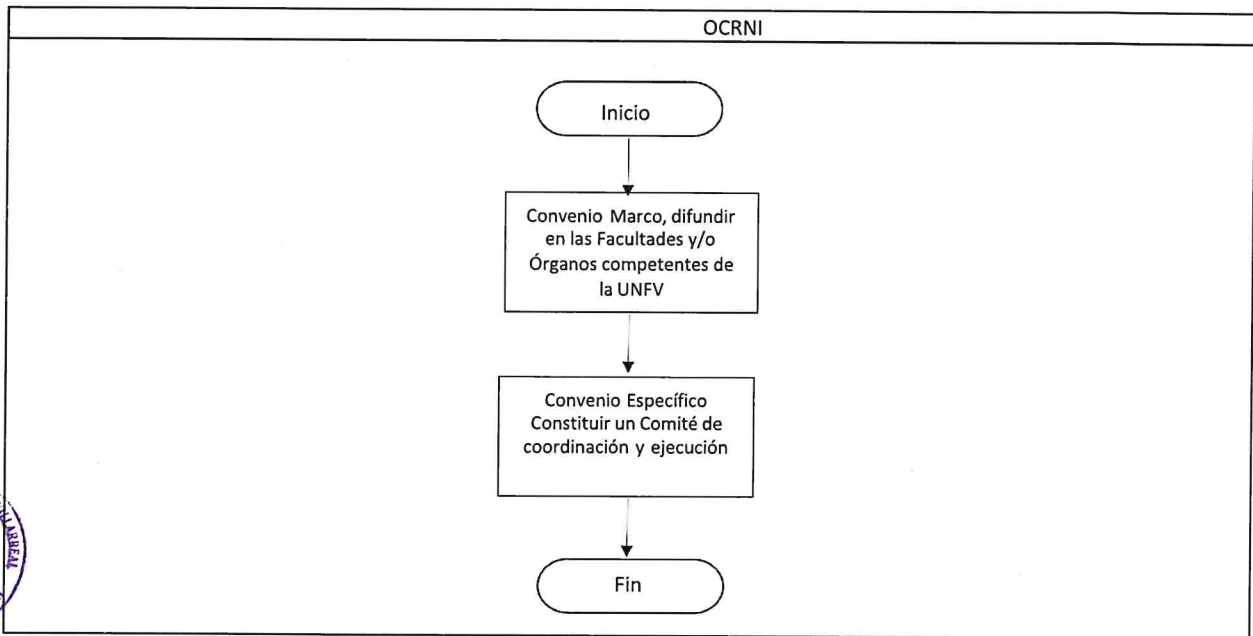 OCRNI
Inicio
Convenio Marco, difundir
en las Facultades y/o
Órganos competentes de
la UNFV
Convenio Específico
Constituir un Comité de
coordinación y ejecución
Fin